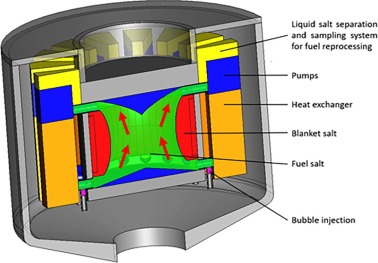 Liquid salt separation
and sampling system
for fuel reprocessing
Pumps
Heat exchanger
Blanket salt
Fuel salt
Bubble injection